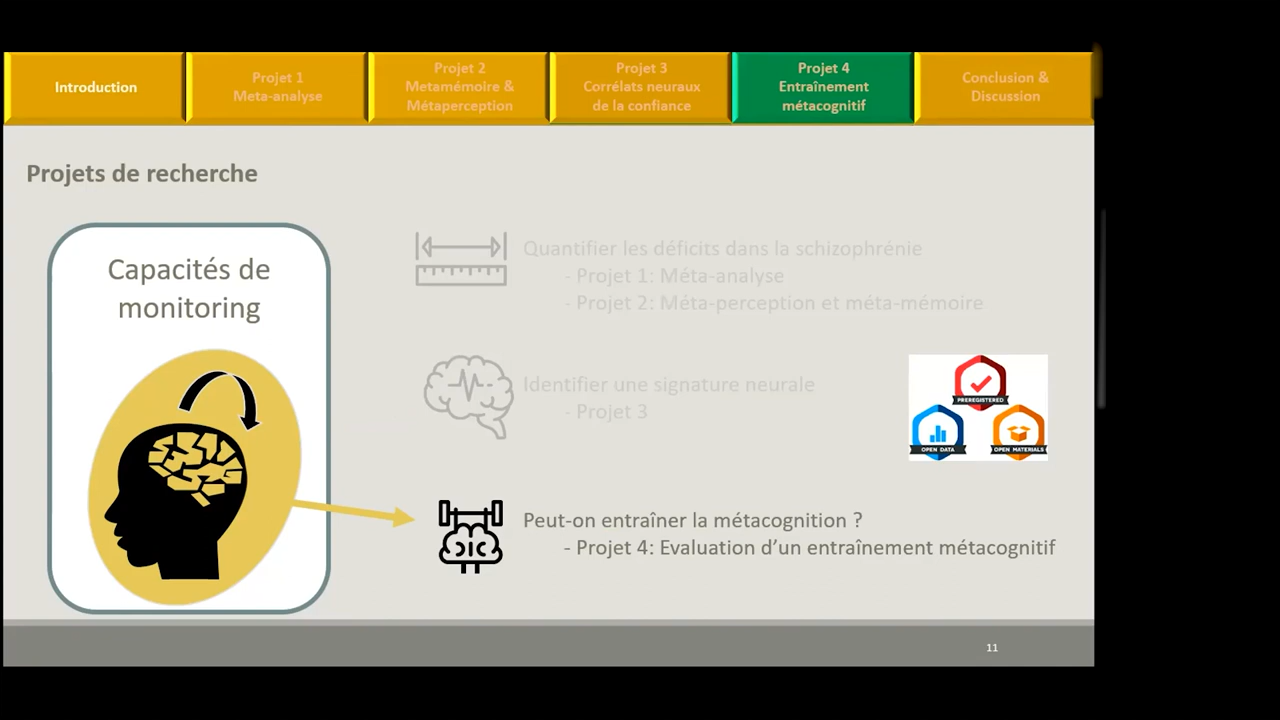 Introduction
Projet 1
Meta-analyse
Projet 2
Metamémoire &
Métaperception
Projet 3
Corrélats neuraux
de la confiance
Projet 4
Entraînement
métacognitif
Conclusion &
Discussion
Projets de recherche
Capacités de
monitoring
Quantifier les déficits dans la schizophrénie
- Projet 1: Méta-analyse
- Projet 2: Méta-perception et méta-mémoire
Identifier une signature neurale
- Projet 3
PREREGISTERED
OPEN DATA
OPEN MATERIALS
Peut-on entraîner la métacognition ?
- Projet 4: Evaluation d’un entraînement métacognitif
11